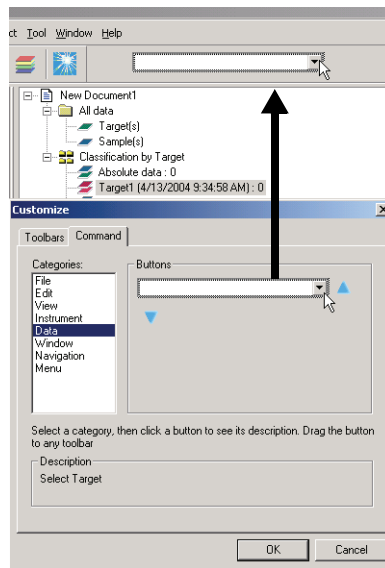 ct Tool Window Help
New Document1
All data
Target(s)
Sample(s)
Classification by Target
Absolute data : 0
Target1 (4/13/2004 9:34:58 AM) : 0
Customize
Toolbars Command
Categories: Buttons
File
Edit
View
Instrument
Data
Window
Navigation
Menu
Select a category, then click a button to see its description. Drag the button
to any toolbar
Description
Select Target
OK Cancel